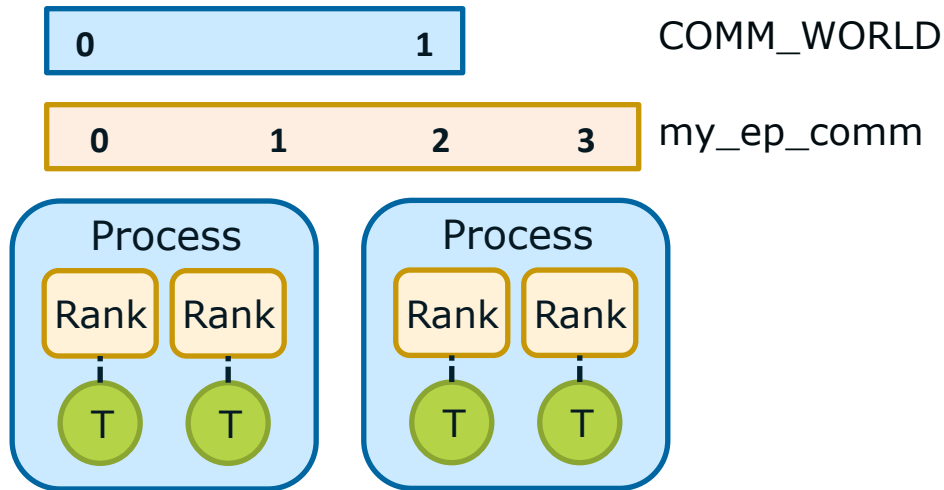 0 1 COMM_WORLD
0 1 2 3 my_ep_comm
Process Process
Rank Rank Rank Rank
T T T T